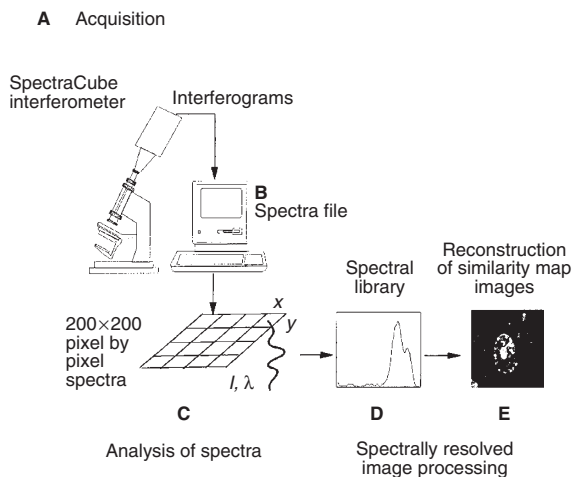 A Acquisition
SpectraCube
interferometer
Interferograms
B
Spectra file
x
y
200×200
pixel by
pixel
spectra
I, λ
Spectral
library
Reconstruction
of similarity map
images
C
D
E
Analysis of spectra
Spectrally resolved
image processing